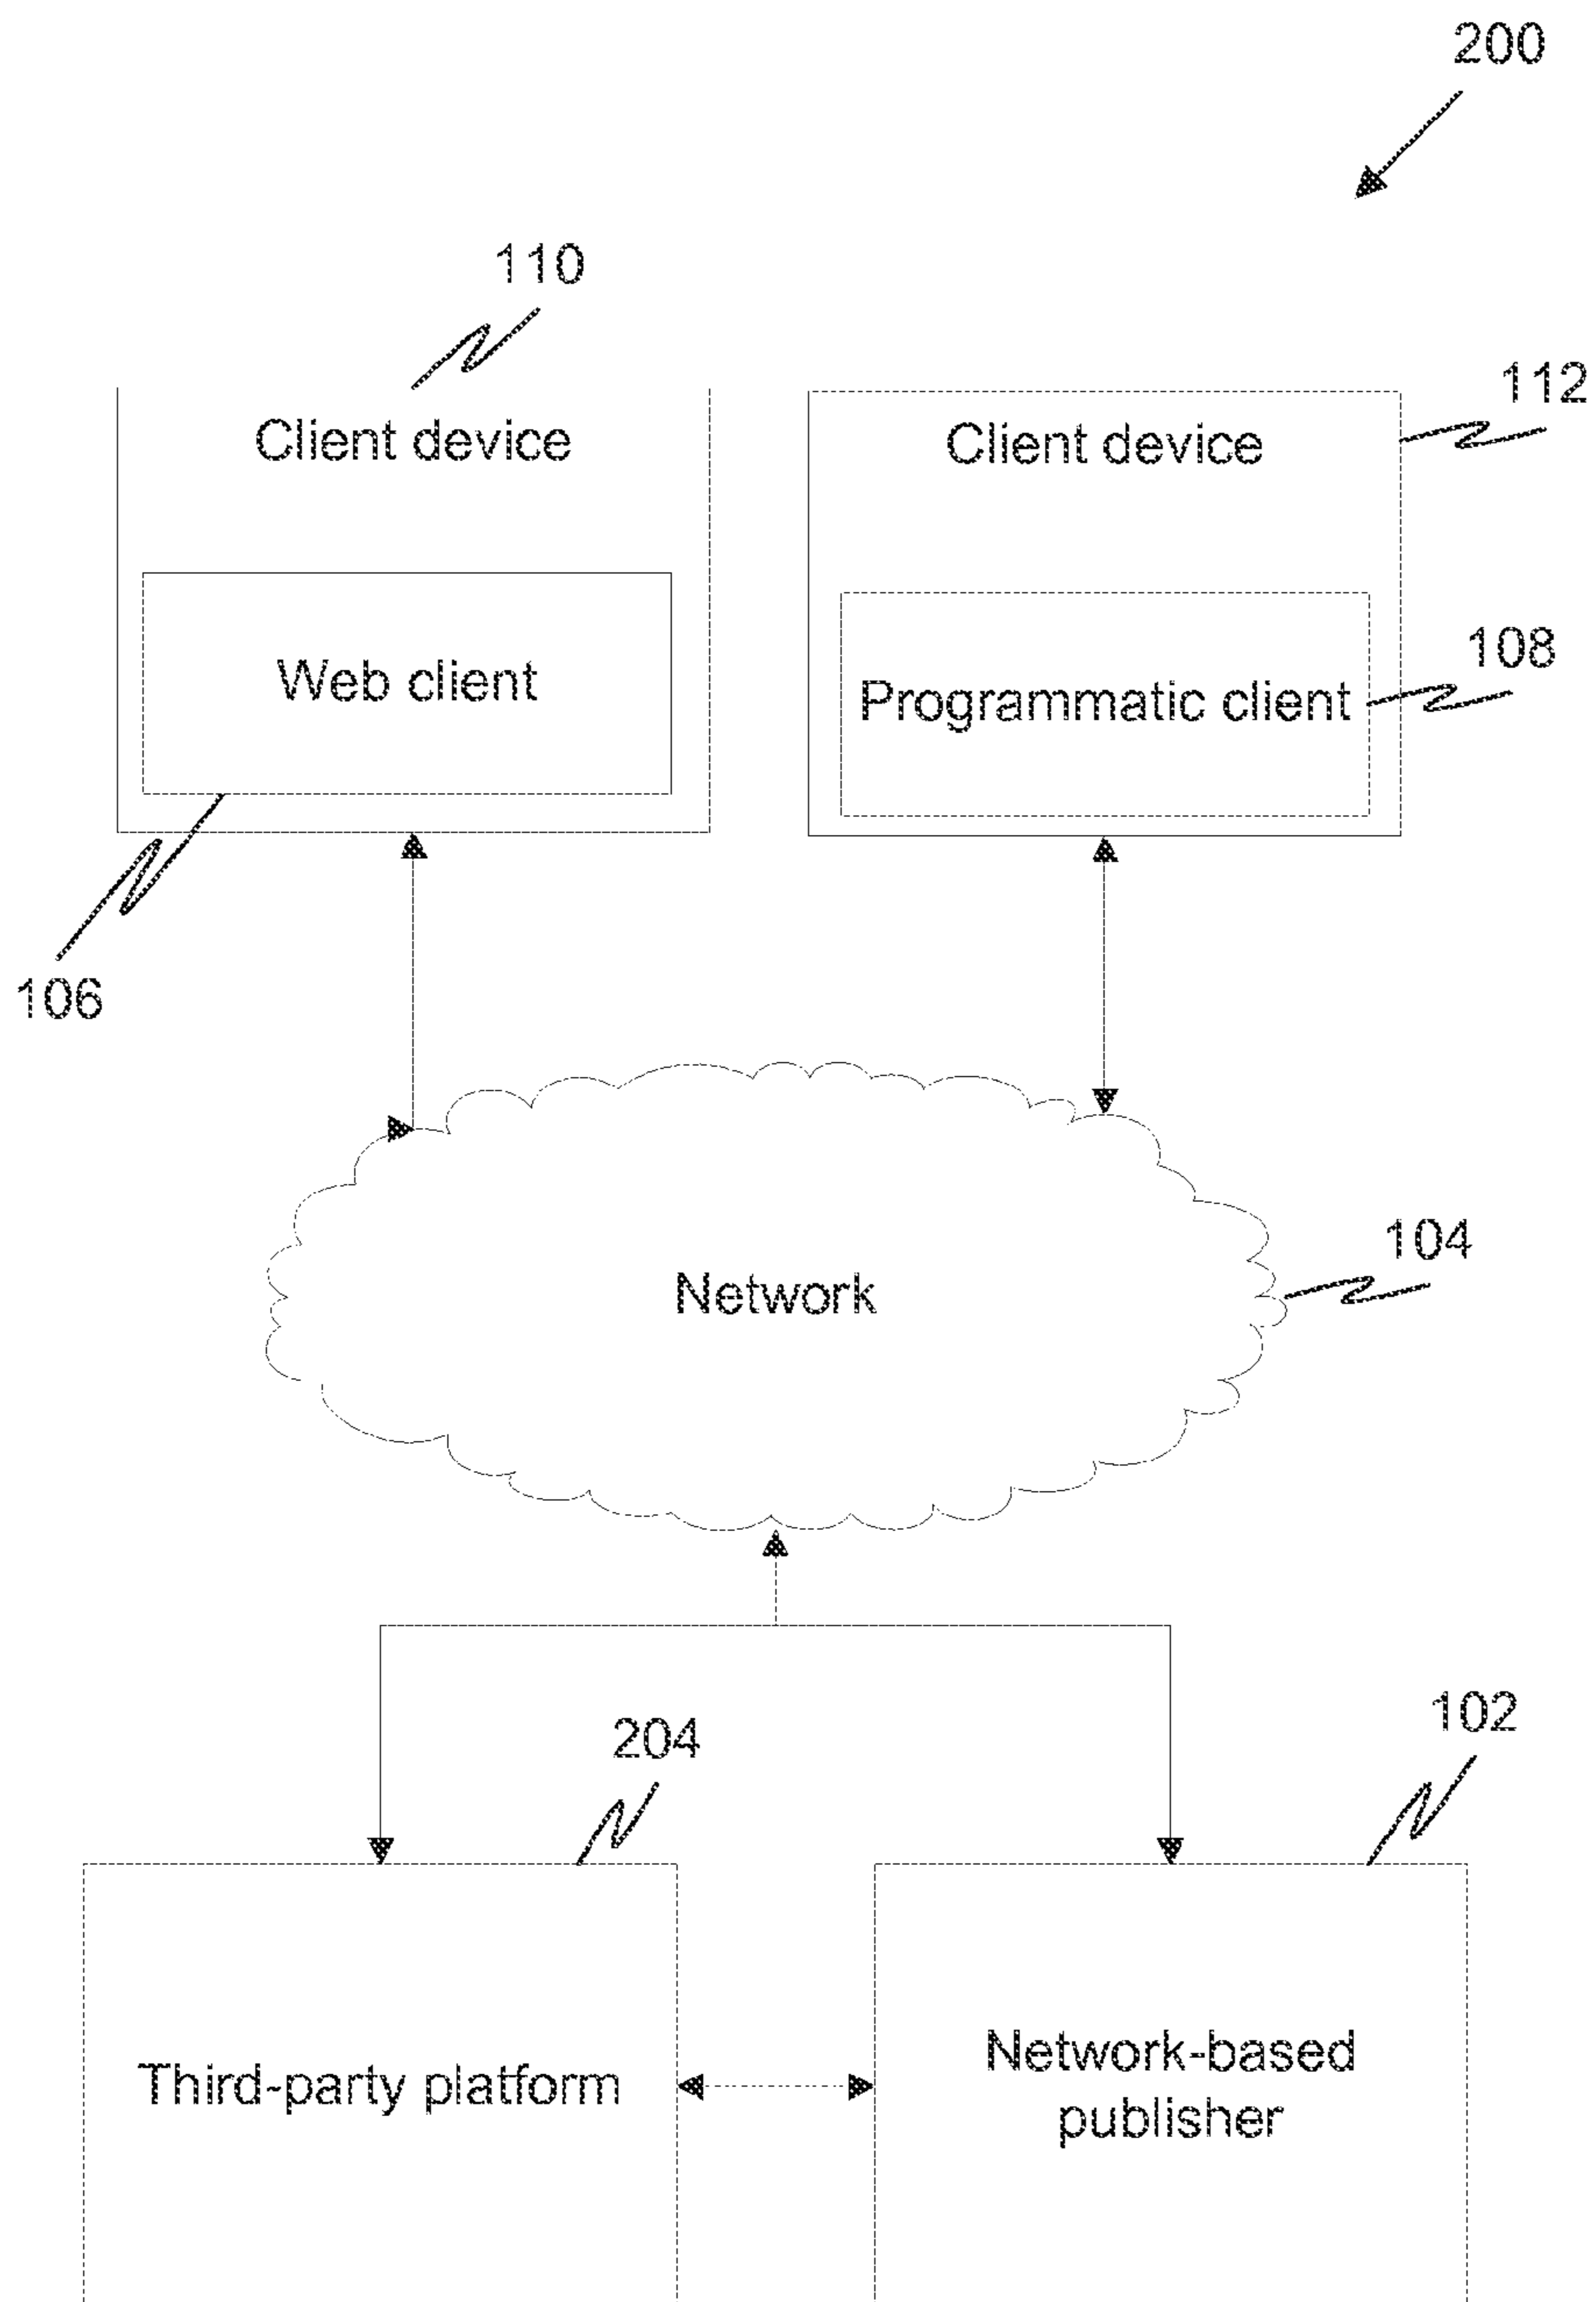 200
110
112
Client device
Client device
108
Web client
Programmatic client
106
104
Network
102
204
Network-based
Third-party platform
publisher